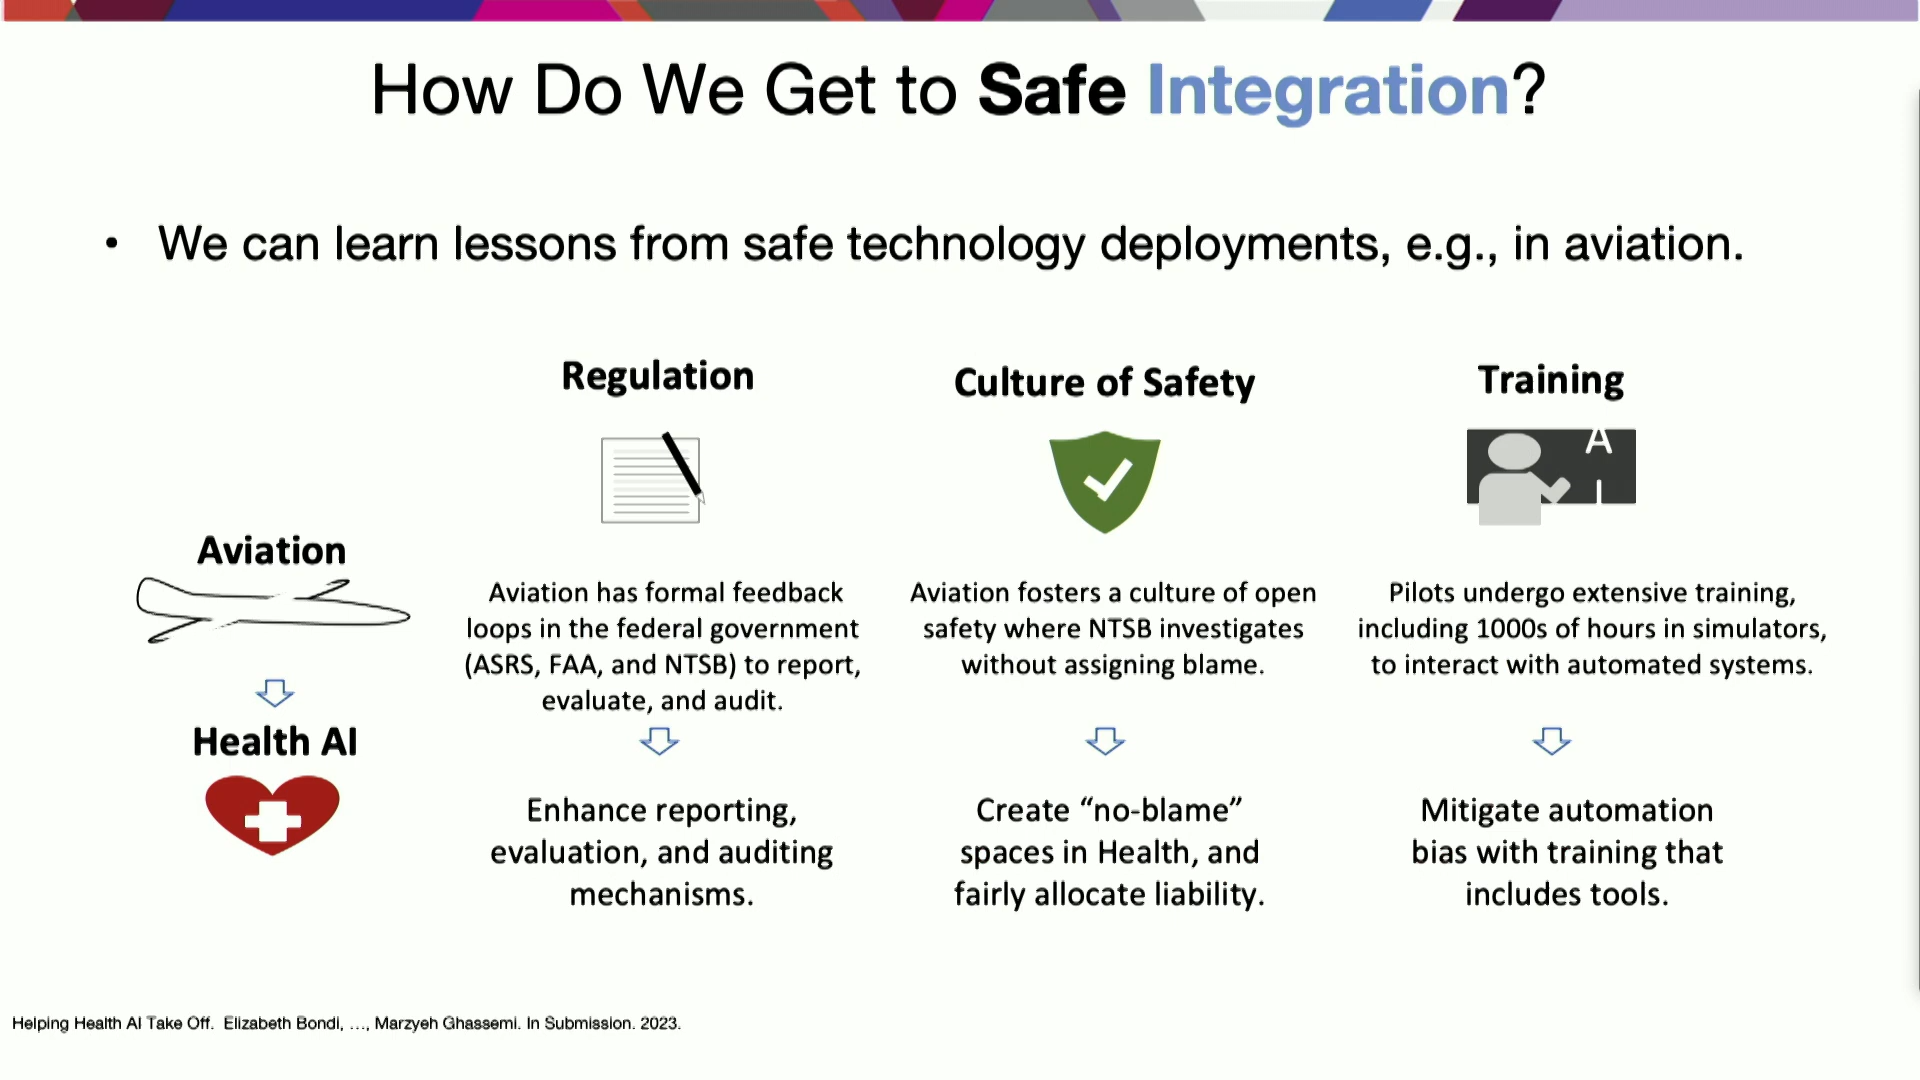 How Do We Get to Safe Integration?
• We can learn lessons from safe technology deployments, e.g., in aviation.
Regulation
Culture of Safety
Training
A
I
Aviation
Aviation has formal feedback
loops in the federal government
(ASRS, FAA, and NTSB) to report,
evaluate, and audit.
Aviation fosters a culture of open
safety where NTSB investigates
without assigning blame.
Pilots undergo extensive training,
including 1000s of hours in simulators,
to interact with automated systems.
Health AI
Enhance reporting,
evaluation, and auditing
mechanisms.
Create “no-blame”
spaces in Health, and
fairly allocate liability.
Mitigate automation
bias with training that
includes tools.
Helping Health AI Take Off. Elizabeth Bondi, …, Marzyeh Ghassemi. In Submission. 2023.